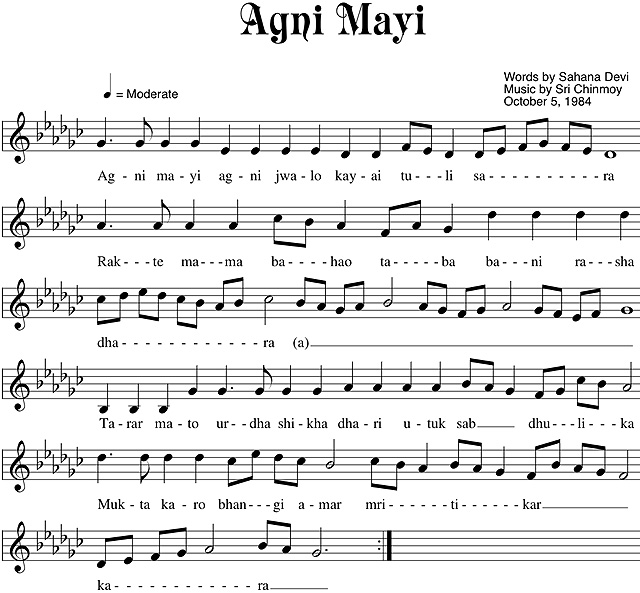 Agni Mayi
= Moderate
Words by Sahana Devi
Music by Sri Chinmoy
October 5, 1984
Ag - ni ma - yi ag - ni jwa - lo kay - ai tu - - - li sa - - - - - - - - ra
Rak - - - te ma - - ma ba - - - - hao ta - - - - ba ba - - ni ra - - sha
dha - - - - - - - - - - - - ra (a)
Ta - rar ma - to ur - - dha shi - kha dha - - ri u - tuk sab dhu - - li - - ka
Muk - ta ka - ro bhan - - gi a - mar mri - - - - ti - - - - kar
ka - - - - - - - - - - - - ra